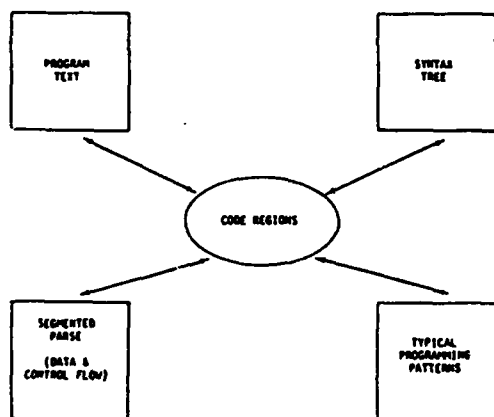 PROGRAM
TEXT
SYNTAX
TREE
CODE REGIONS
SEGMENTED
PARSE
(DATA &
CONTROL FLOW)
TYPICAL
PROGRAMMING
PATTERNS